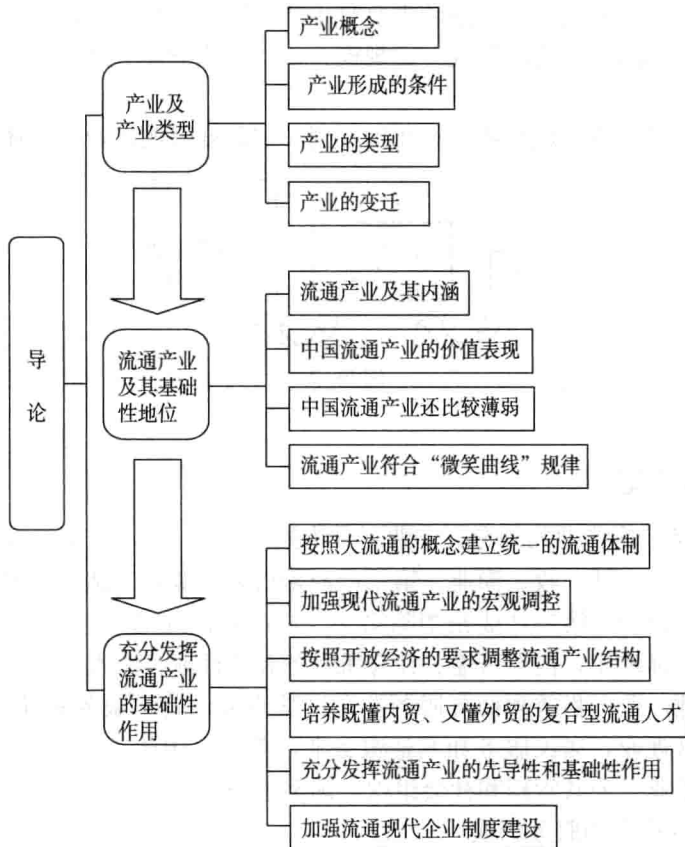 导
论
产业及
产业类型
产业概念
产业形成的条件
产业的类型
产业的变迁
流通产业
及其基础
性地位
流通产业及其内涵
中国流通产业的价值表现
中国流通产业还比较薄弱
流通产业符合“微笑曲线”规律
充分发挥
流通产业
的基础性
作用
按照大流通的概念建立统一的流通体制
加强现代流通产业的宏观调控
按照开放经济的要求调整流通产业结构
培养既懂内贸、又懂外贸的复合型流通人才
充分发挥流通产业的先导性和基础性作用
加强流通现代企业制度建设